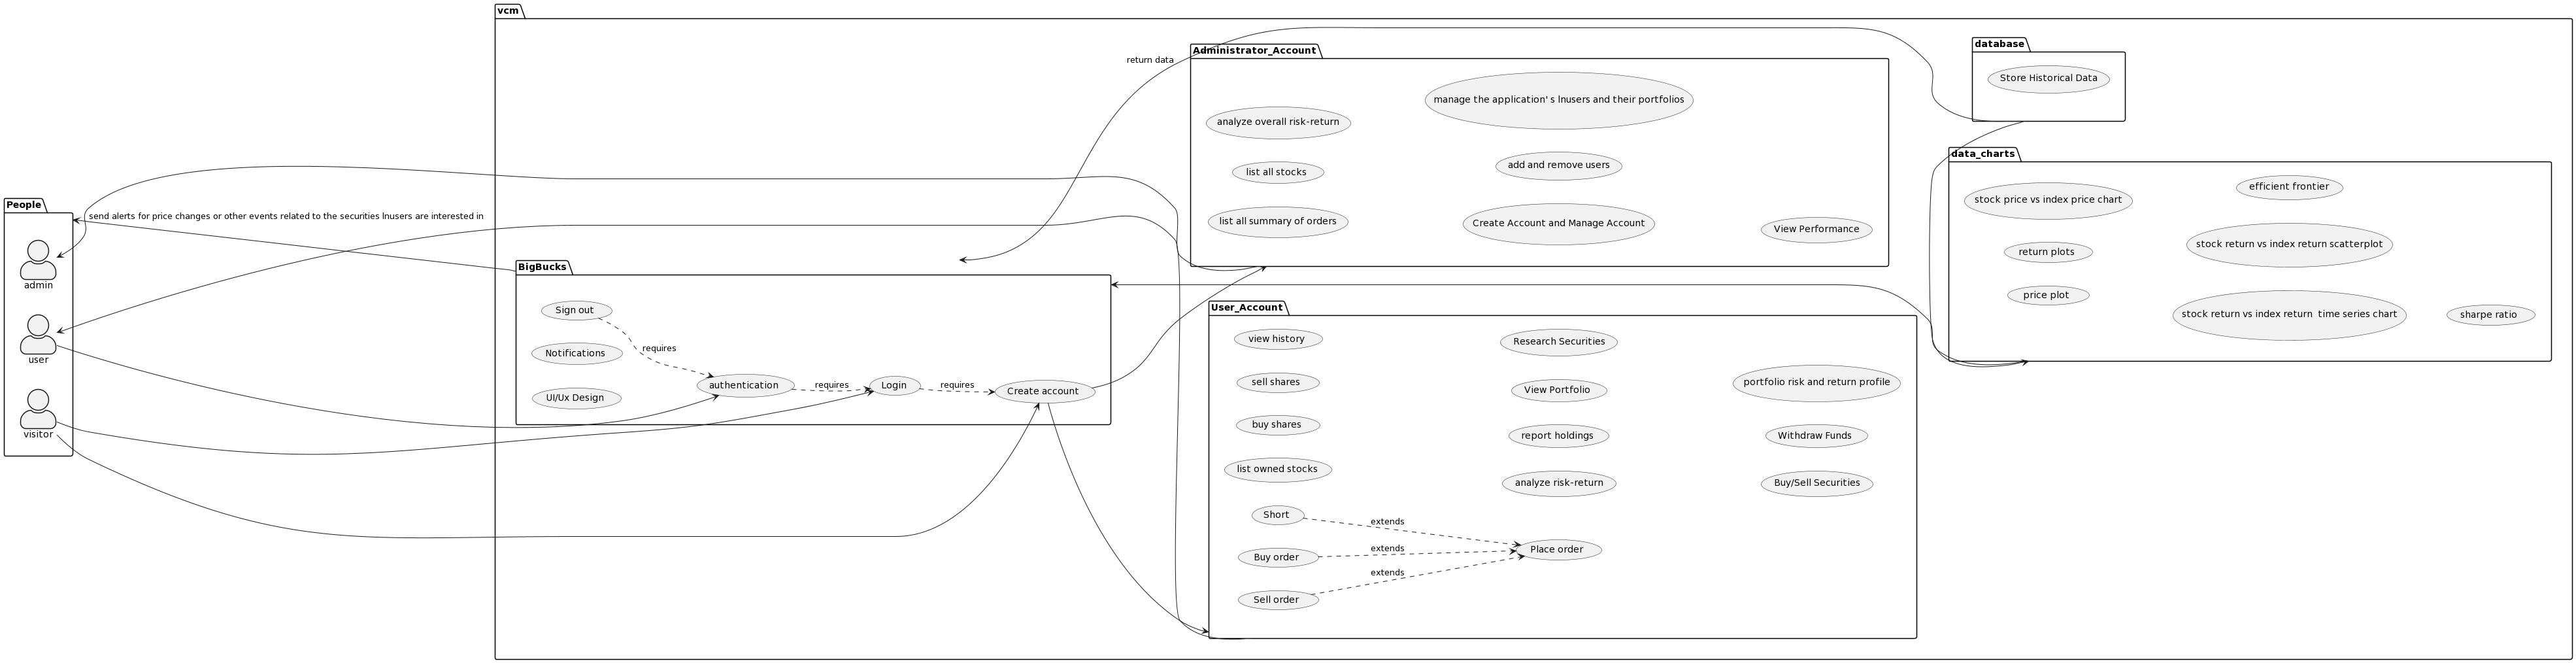 vcm
Administrator_Account
database
Store Historical Data
return data
manage the application' s lnusers and their portfolios
analyze overall risk-return
add and remove users
list all stocks
list all summary of orders
Create Account and Manage Account
View Performance
data_charts
efficient frontier
stock price vs index price chart
stock return vs index return scatterplot
return plots
price plot
stock return vs index return  time series chart
sharpe ratio
People
send alerts for price changes or other events related to the securities lnusers are interested in
admin
user
visitor
BigBucks
Sign out
requires
Notifications
authentication
requires
Login
requires
Create account
UI/Ux Design
User_Account
view history
Research Securities
sell shares
View Portfolio
portfolio risk and return profile
buy shares
report holdings
Withdraw Funds
list owned stocks
analyze risk-return
Buy/Sell Securities
Short
extends
Buy order
extends
Place order
extends
Sell order